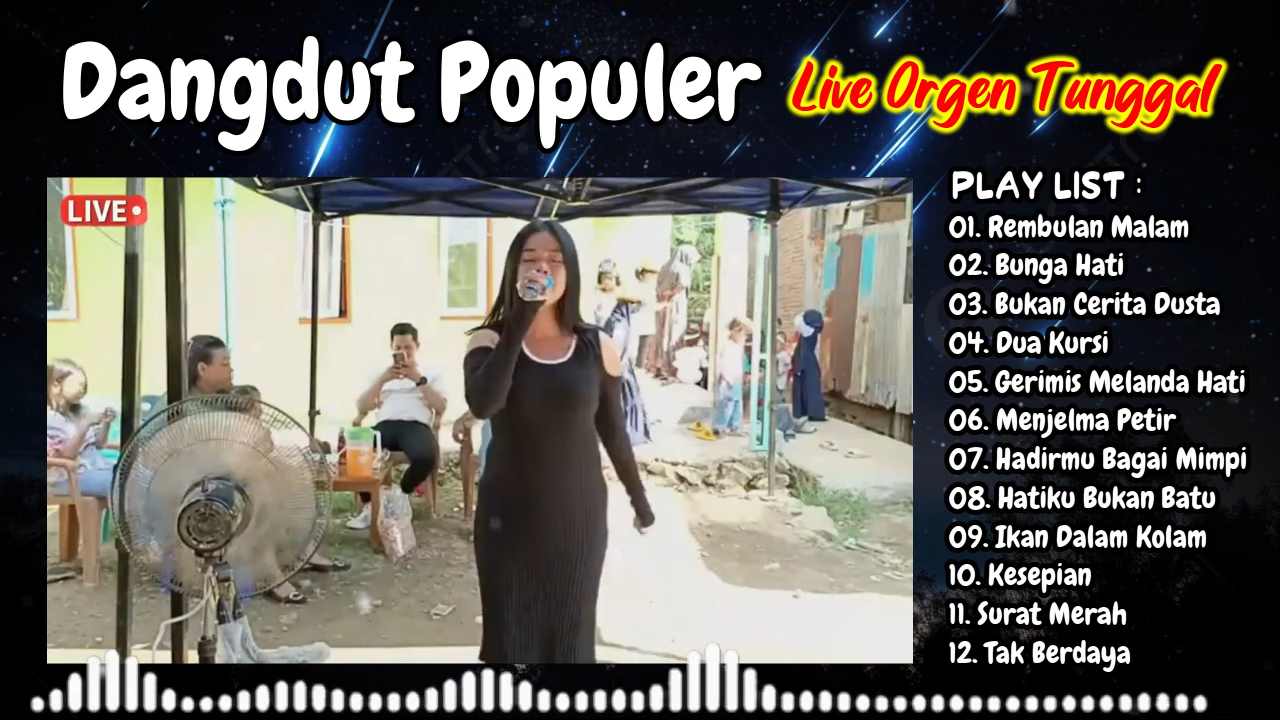 Dangdut Populer
Live Orgen Tunggal
LIVE
PLAY LIST :
01. Rembulan Malam
02. Bunga Hati
03. Bukan Cerita Dusta
04. Dua Kursi
05. Gerimis Melanda Hati
06. Menjelma Petir
07. Hadirmu Bagai Mimpi
08. Hatiku Bukan Batu
09. Ikan Dalam Kolam
10. Kesepian
11. Surat Merah
12. Tak Berdaya